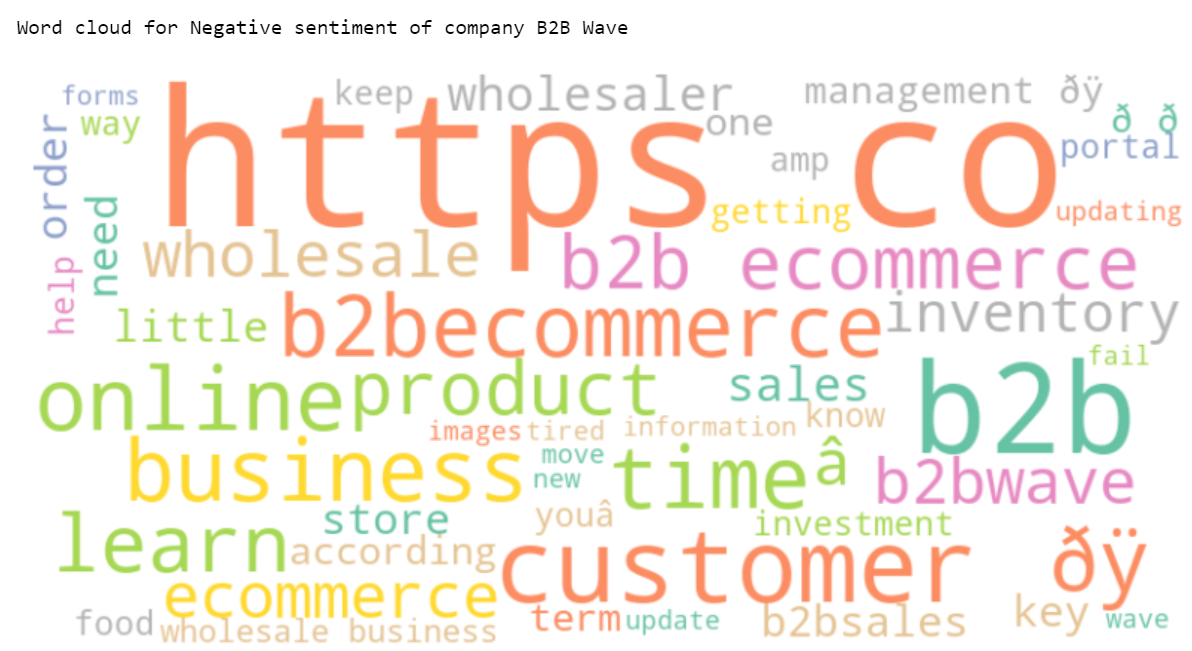 Word cloud for Negative sentiment of company B2B Wave
forms
keep
wholesaler
management
ðÿ
way
https
co
one
ð
ð
order
amp
portal
need
getting
updating
wholesale
b2b
ecommerce
help
little
b2becommerce
inventory
online
product
sales
b2b
fail
images
tired
information
know
business
move
new
time
â
b2bwave
learn
store
youâ
investment
according
customer
ðÿ
ecommerce
food
wholesale business
term
update
b2bsales
key
wave